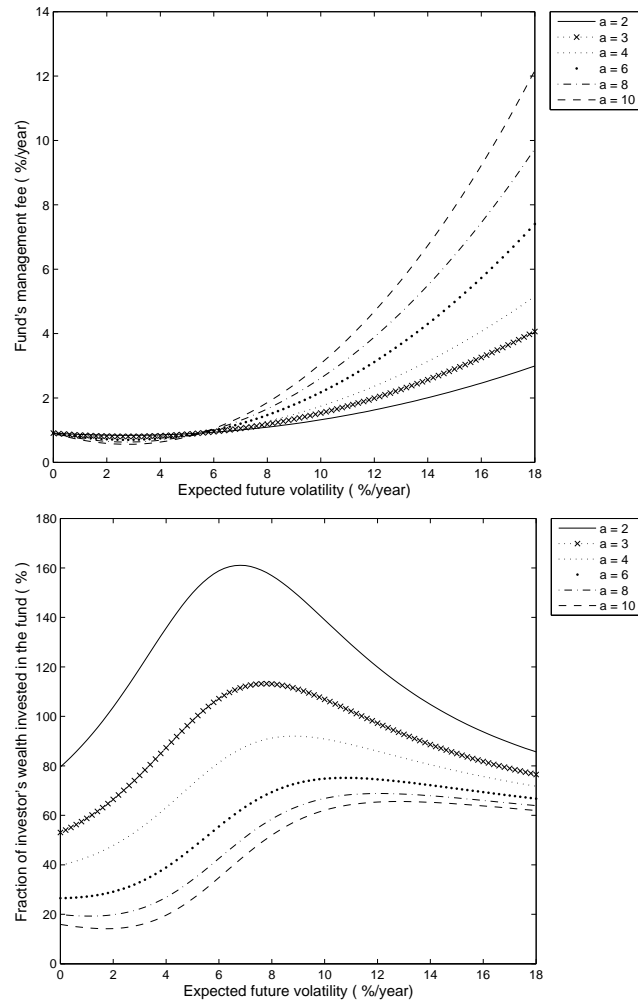 14
12
10
8
6
4
2
0
Fund's management fee ( %/year)
0 2 4 6 8 10 12 14 16 18
Expected future volatility ( %/year)
a = 2
a = 3
a = 4
a = 6
a = 8
a = 10
180
160
140
120
100
80
60
40
20
0
Fraction of investor's wealth invested in the fund ( %)
0 2 4 6 8 10 12 14 16 18
Expected future volatility ( %/year)
a = 2
a = 3
a = 4
a = 6
a = 8
a = 10